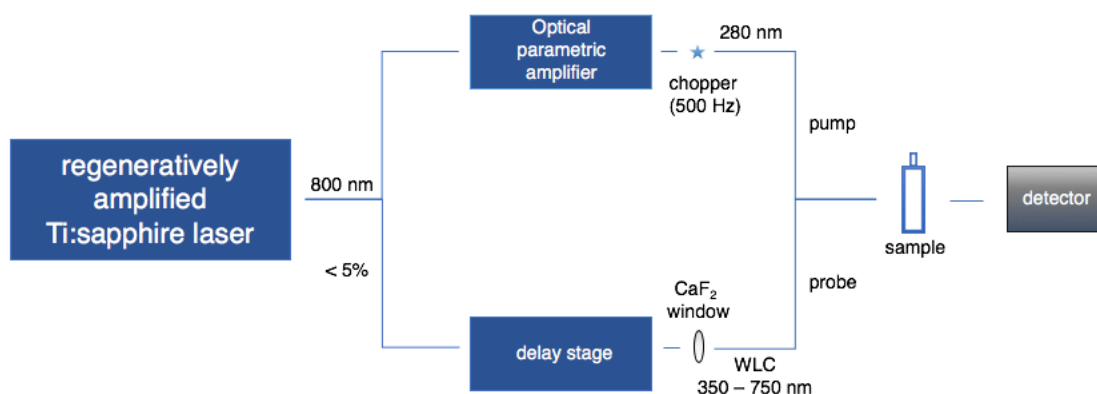 Optical
parametric
amplifier
280 nm
chopper
(500 Hz)
pump
regeneratively
amplified
Ti:sapphire laser
800 nm
< 5%
detector
sample
probe
CaF₂
window
delay stage
WLC
350 – 750 nm